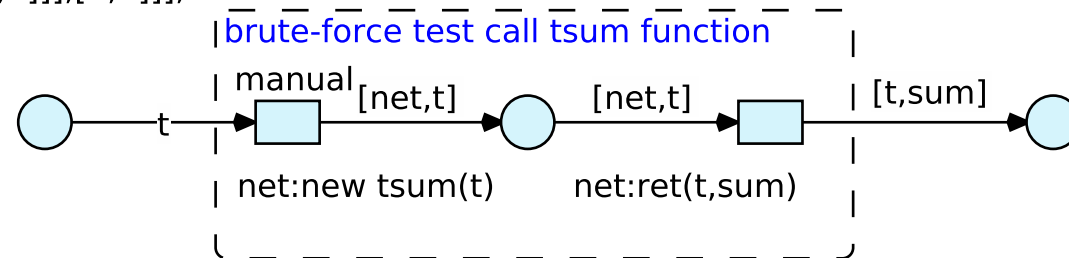 brute-force test call tsum function
manual
[net,t]
[net,t]
[t,sum]
t
net:new tsum(t)
net:ret(t,sum)